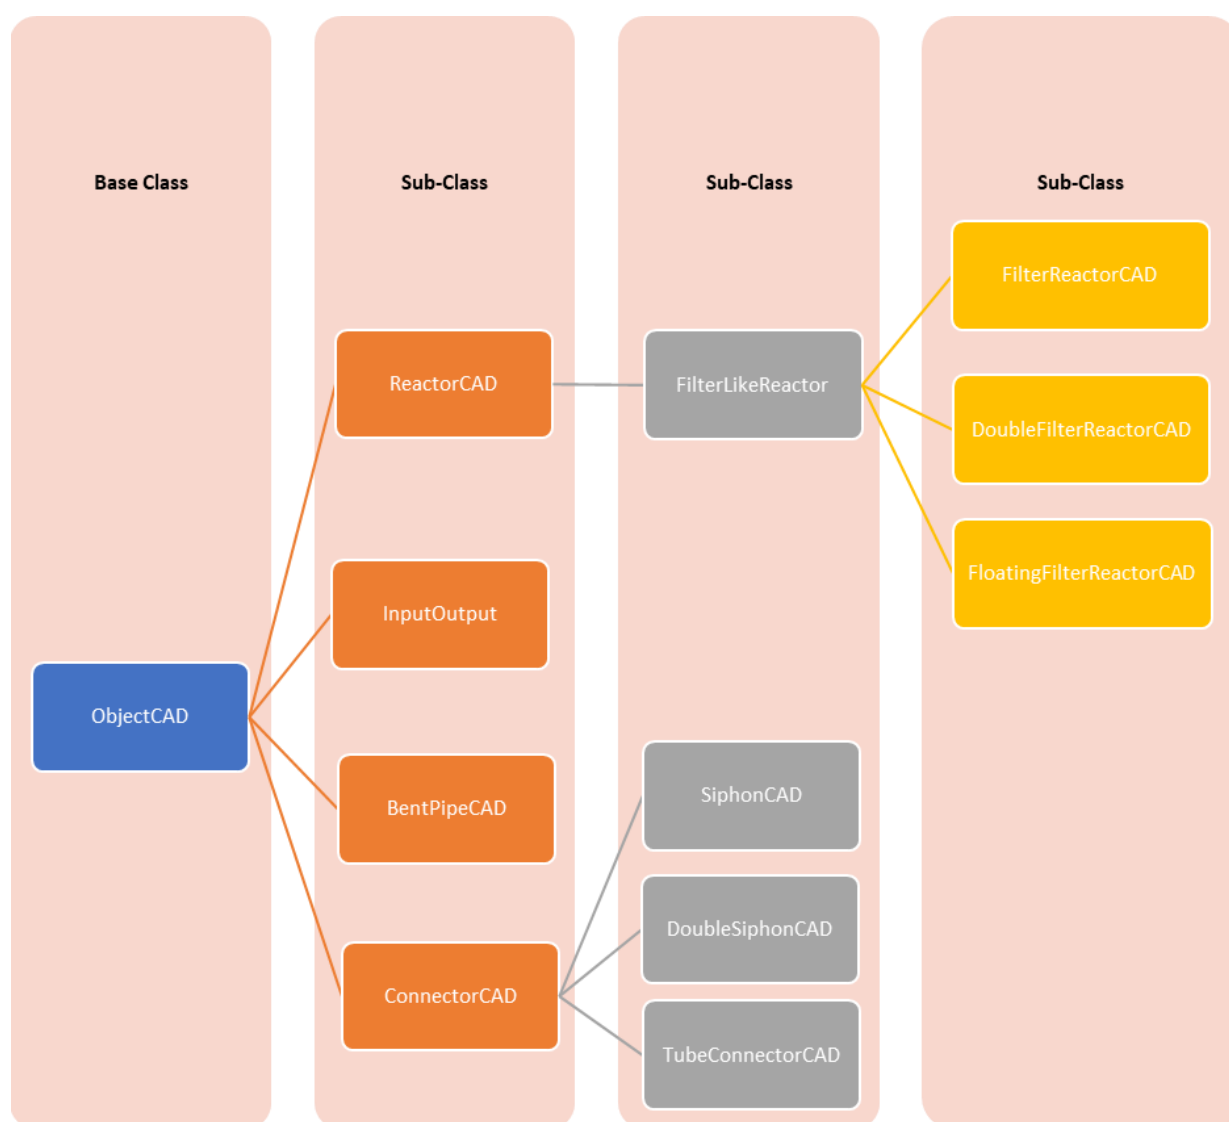 Base Class
Sub-Class
Sub-Class
Sub-Class
FilterReactorCAD
ReactorCAD
FilterLikeReactor
DoubleFilterReactorCAD
FloatingFilterReactorCAD
InputOutput
ObjectCAD
SiphonCAD
BentPipeCAD
DoubleSiphonCAD
ConnectorCAD
TubeConnectorCAD